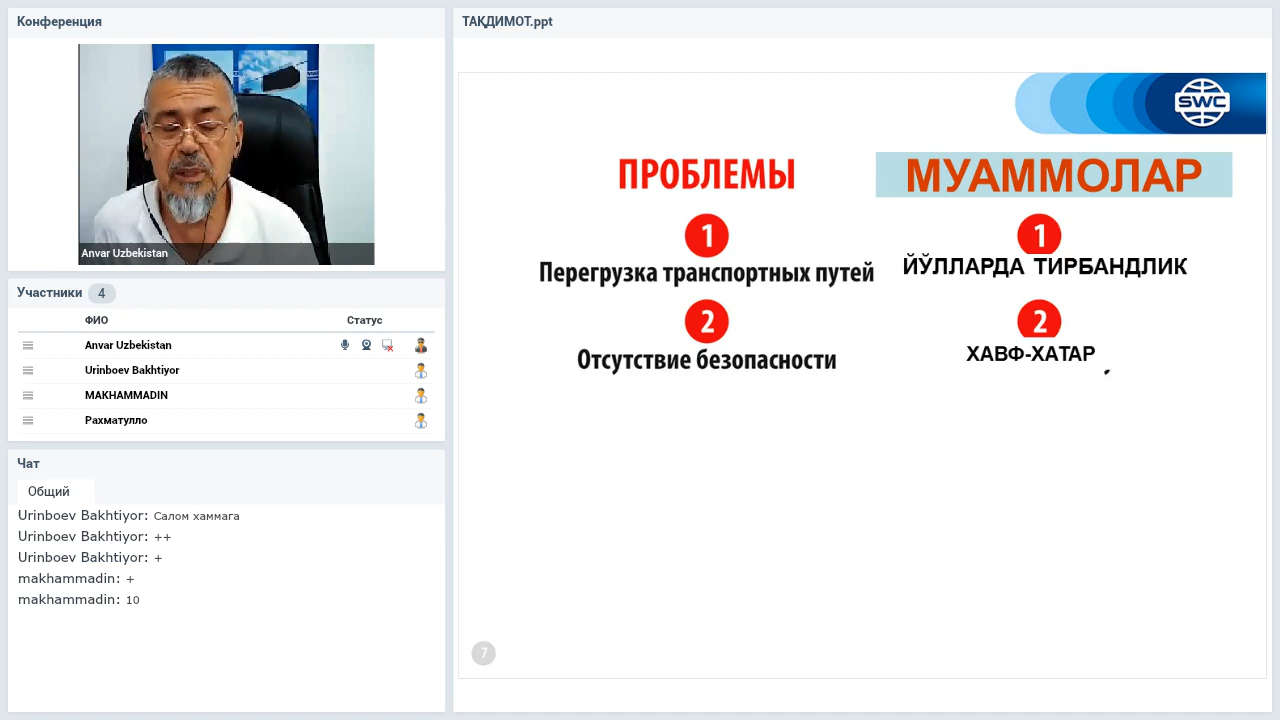 Конференция
Anvar Uzbekistan
Участники 4
ФИО Статус
Anvar Uzbekistan
Urinboev Bakhtiyor
MAKHAMMADIN
Рахматулло
Чат
Общий
Urinboev Bakhtiyor: Салом хаммага
Urinboev Bakhtiyor: ++
Urinboev Bakhtiyor: +
makhammadin: +
makhammadin: 10
ТАҚДИМОТ.ppt
SWC
ПРОБЛЕМЫ
1
Перегрузка транспортных путей
2
Отсутствие безопасности
МУАММОЛАР
1
ЙЎЛЛАРДА ТИРБАНДЛИК
2
ХАВФ-ХАТАР
7